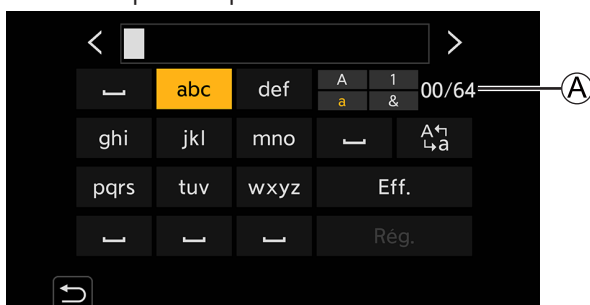 abc def A 1 00/64 Ⓐ
a &
ghi jkl mno A a
pqrs tuv wxyz Eff.
Rég.